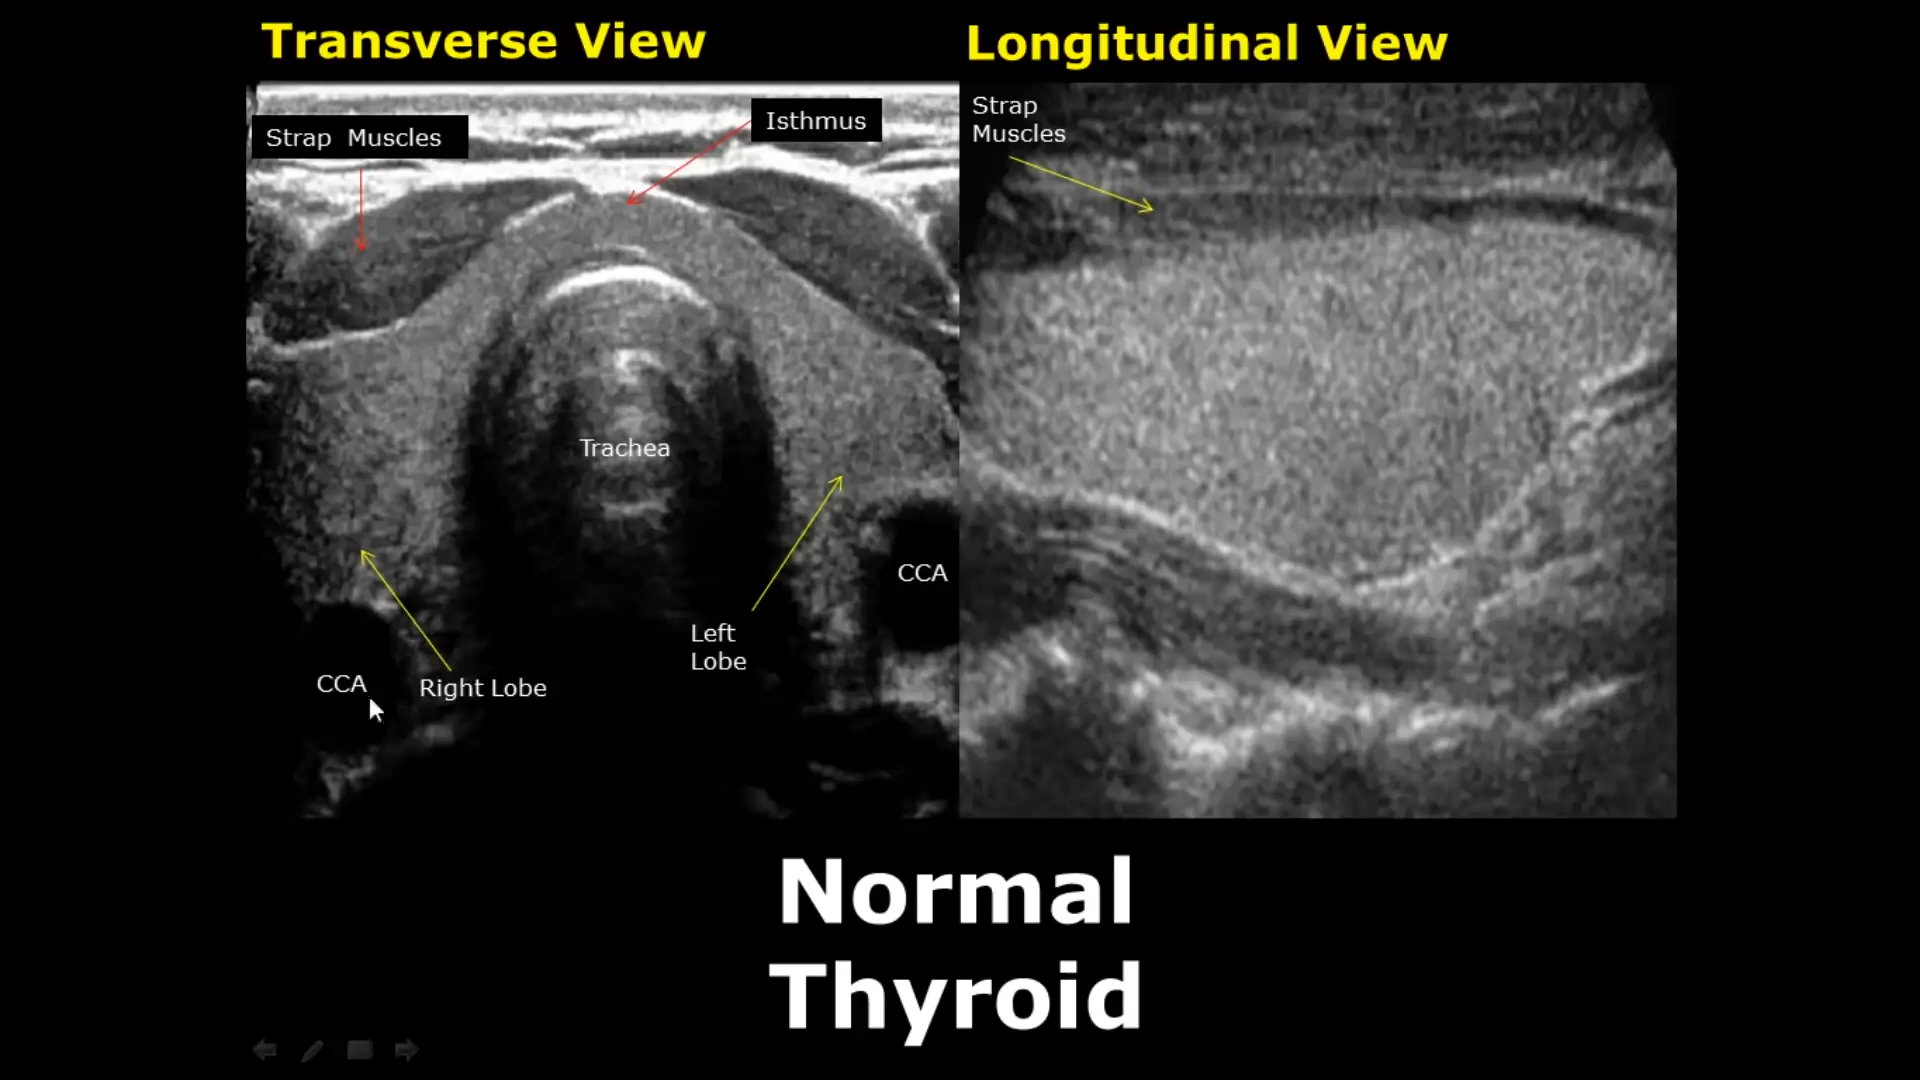 Transverse View
Longitudinal View
Strap Muscles
Isthmus
Strap
Muscles
Trachea
CCA
Left
Lobe
CCA
Right Lobe
Normal
Thyroid